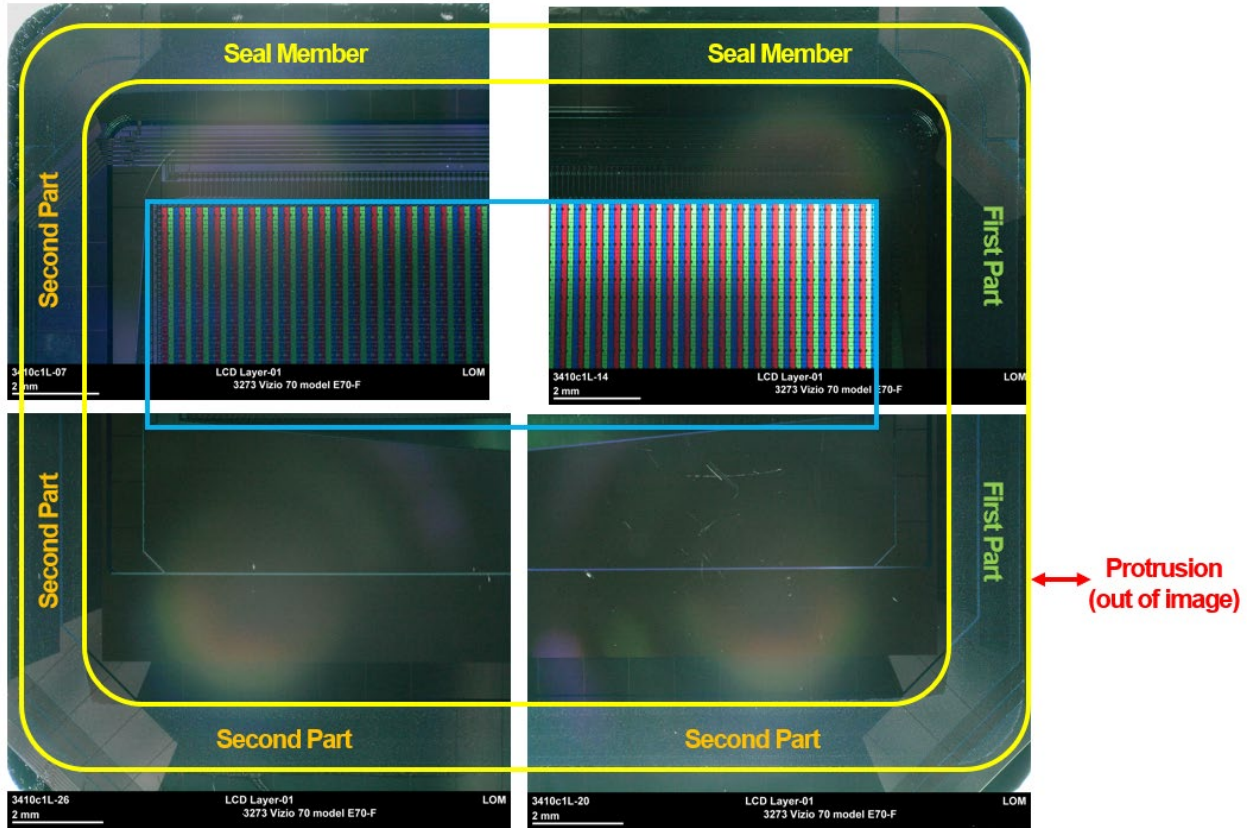 Seal Member
Seal Member
Second Part
First Part
3410c1L-07 LCD Layer-01 LOM
2 mm 3273 Vizio 70 model E70-F
3410c1L-14 LCD Layer-01 LOM
2 mm 3273 Vizio 70 model E70-F
Second Part
First Part
Protrusion
(out of image)
Second Part
Second Part
3410c1L-26 LCD Layer-01 LOM
2 mm 3273 Vizio 70 model E70-F
3410c1L-20 LCD Layer-01 LOM
2 mm 3273 Vizio 70 model E70-F